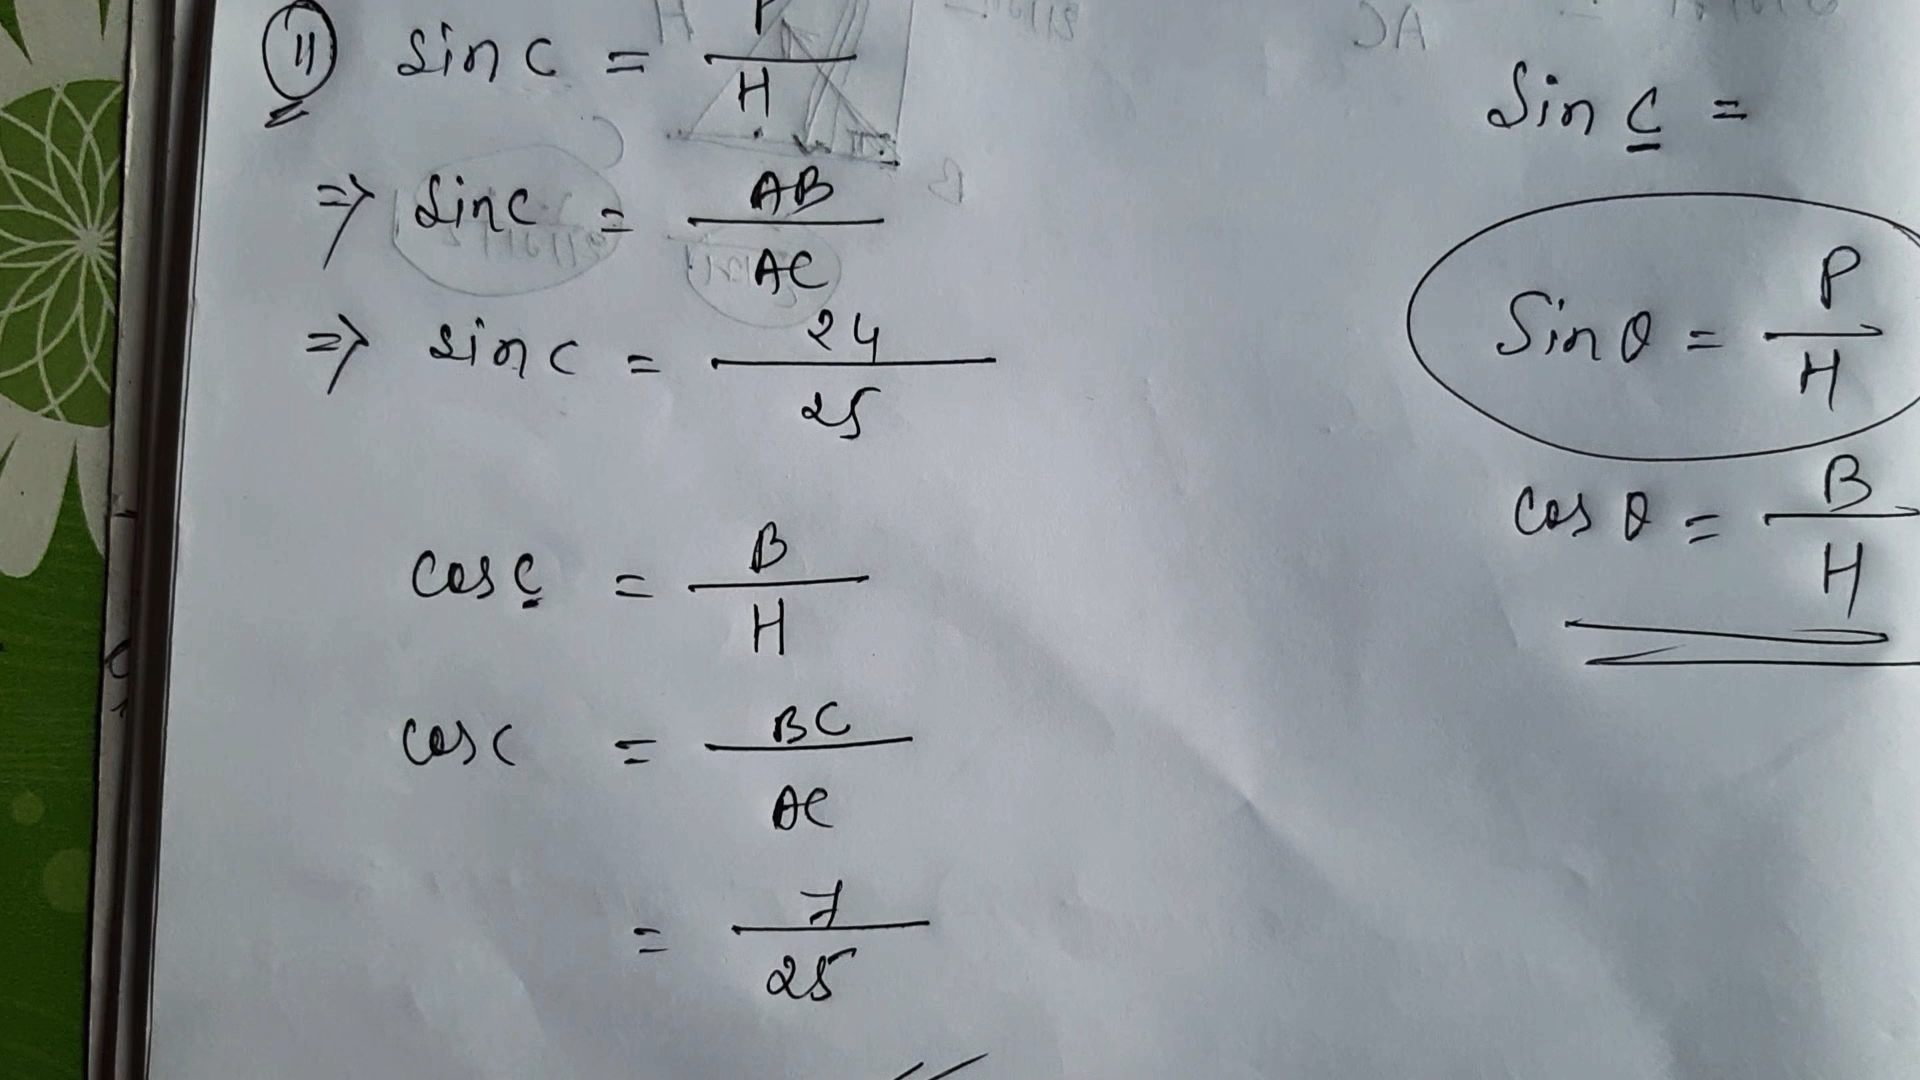 (ii) Sin C = P/H
⇒ Sin C = AB/AC
⇒ Sin C = 24/25
Cos C = B/H
Cos C = BC/AC
= 7/25
Sin C =
Sin θ = P/H
Cos θ = B/H